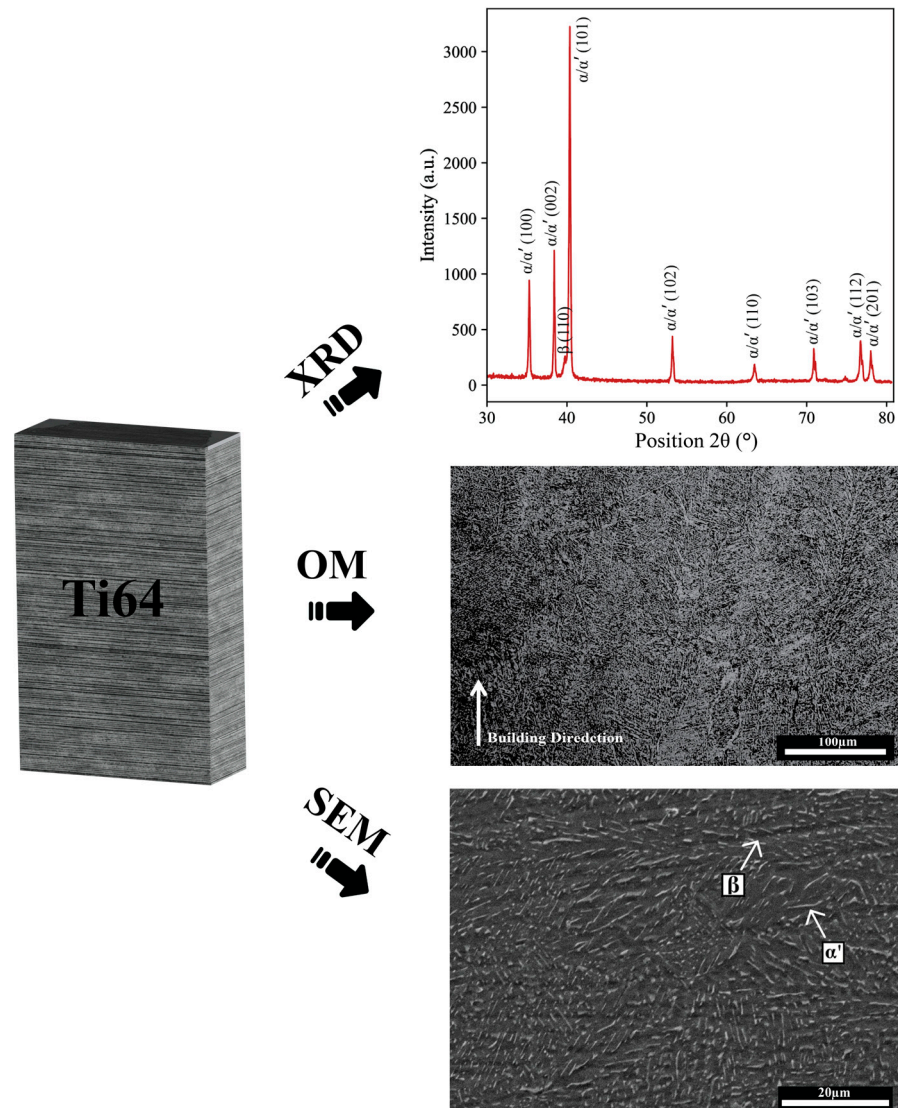 3000
2500
2000
1500
1000
500
0
Intensity (a.u.)
α/α′ (100)
α/α′ (002)
β (110)
α/α′ (101)
α/α′ (102)
α/α′ (110)
α/α′ (103)
α/α′ (112)
α/α′ (201)
30 40 50 60 70 80
Position 2θ (°)
XRD
Ti64
OM
Building Diredction
100μm
SEM
β
α'
20μm